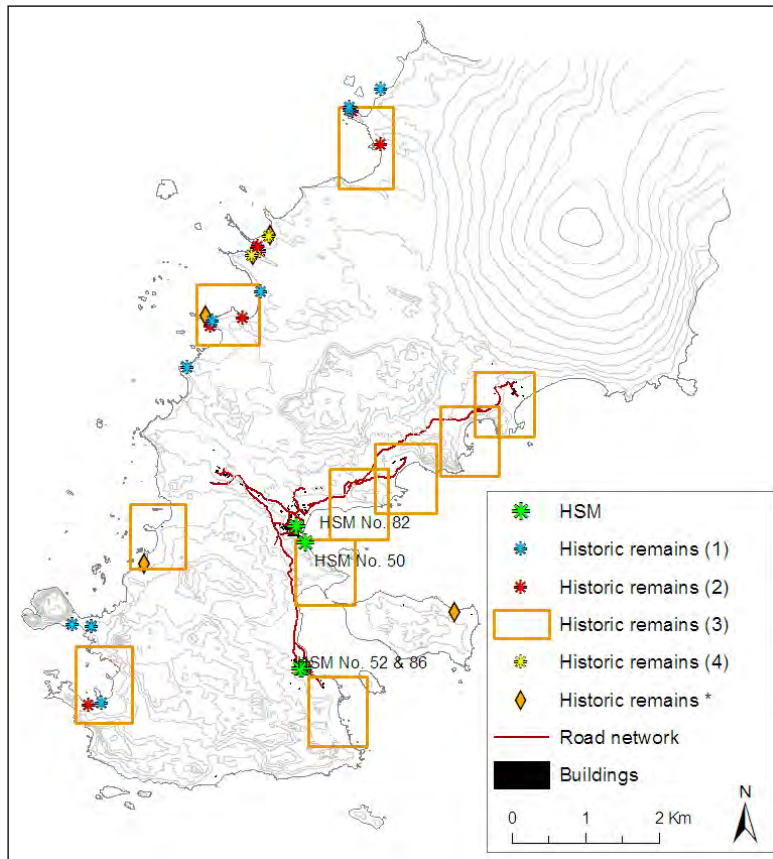 HSM No. 82
HSM No. 50
HSM No. 52 & 86
HSM
Historic remains (1)
Historic remains (2)
Historic remains (3)
Historic remains (4)
Historic remains *
Road network
Buildings
N
0 1 2 Km